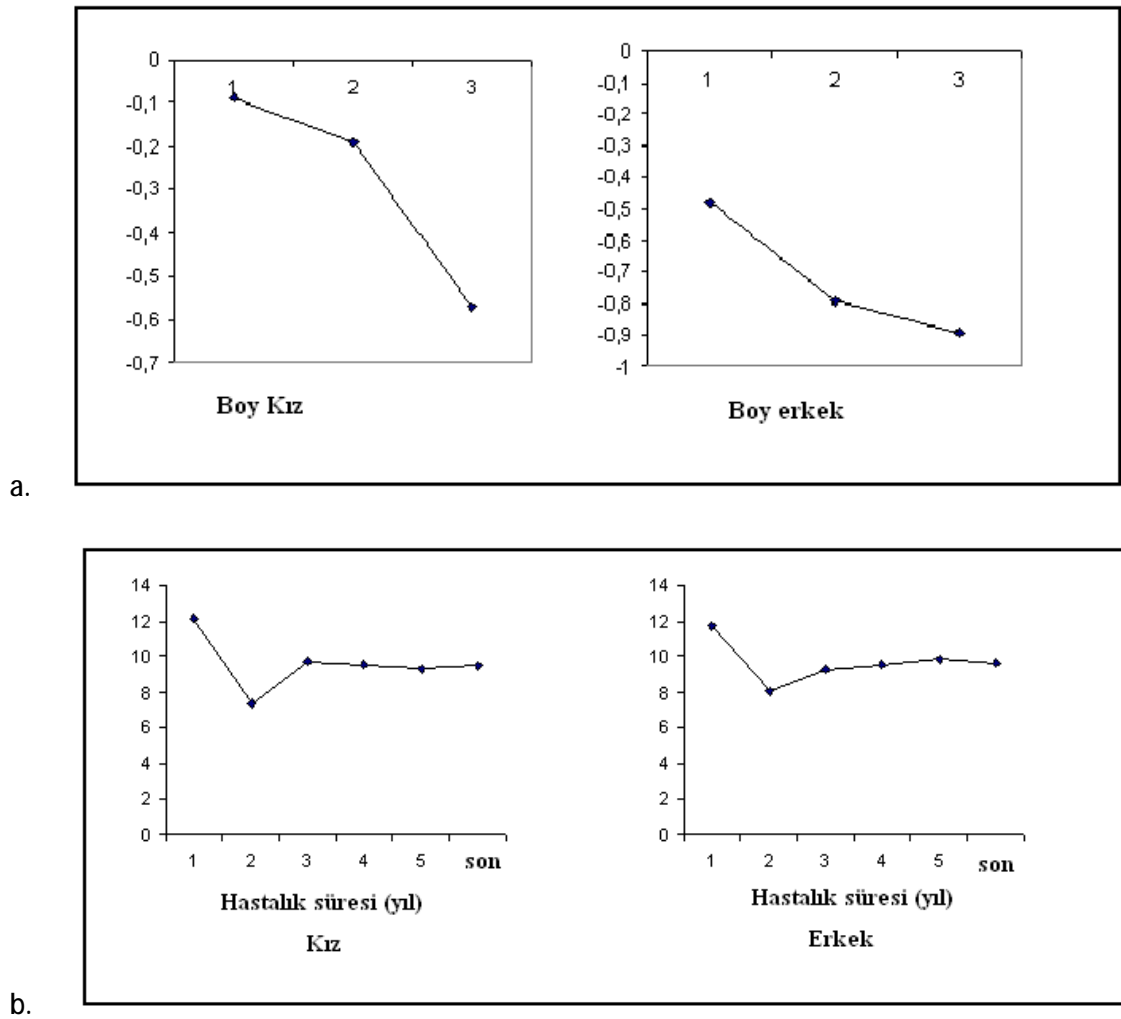 0
-0,1
-0,2
-0,3
-0,4
-0,5
-0,6
-0,7
1 2 3
Boy Kız
0
-0,1
-0,2
-0,3
-0,4
-0,5
-0,6
-0,7
-0,8
-0,9
-1
1 2 3
Boy erkek
a.
14
12
10
8
6
4
2
0
1 2 3 4 5 son
Hastalık süresi (yıl)
Kız
14
12
10
8
6
4
2
0
1 2 3 4 5 son
Hastalık süresi (yıl)
Erkek
b.